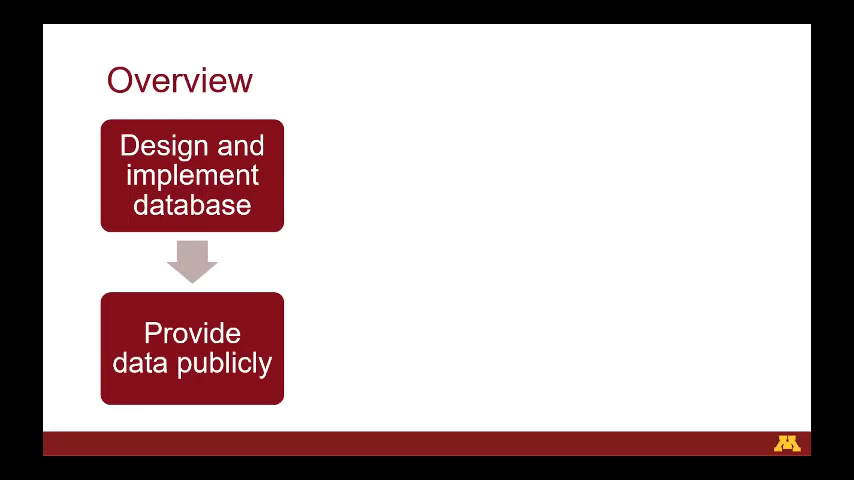 Overview
Design and
implement
database
Provide
data publicly